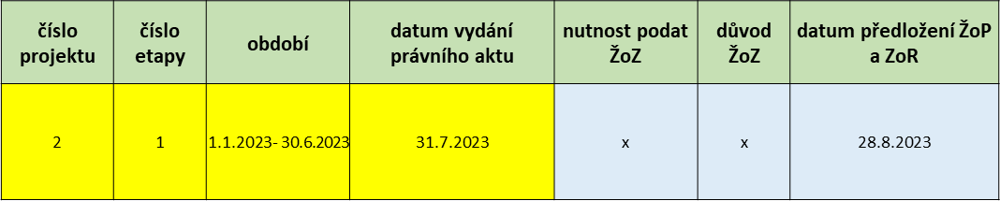 číslo projektu
číslo etapy
období
datum vydání právního aktu
nutnost podat ŽoZ
důvod ŽoZ
datum předložení ŽoP a ZoR
2
1
1.1.2023- 30.6.2023
31.7.2023
x
x
28.8.2023